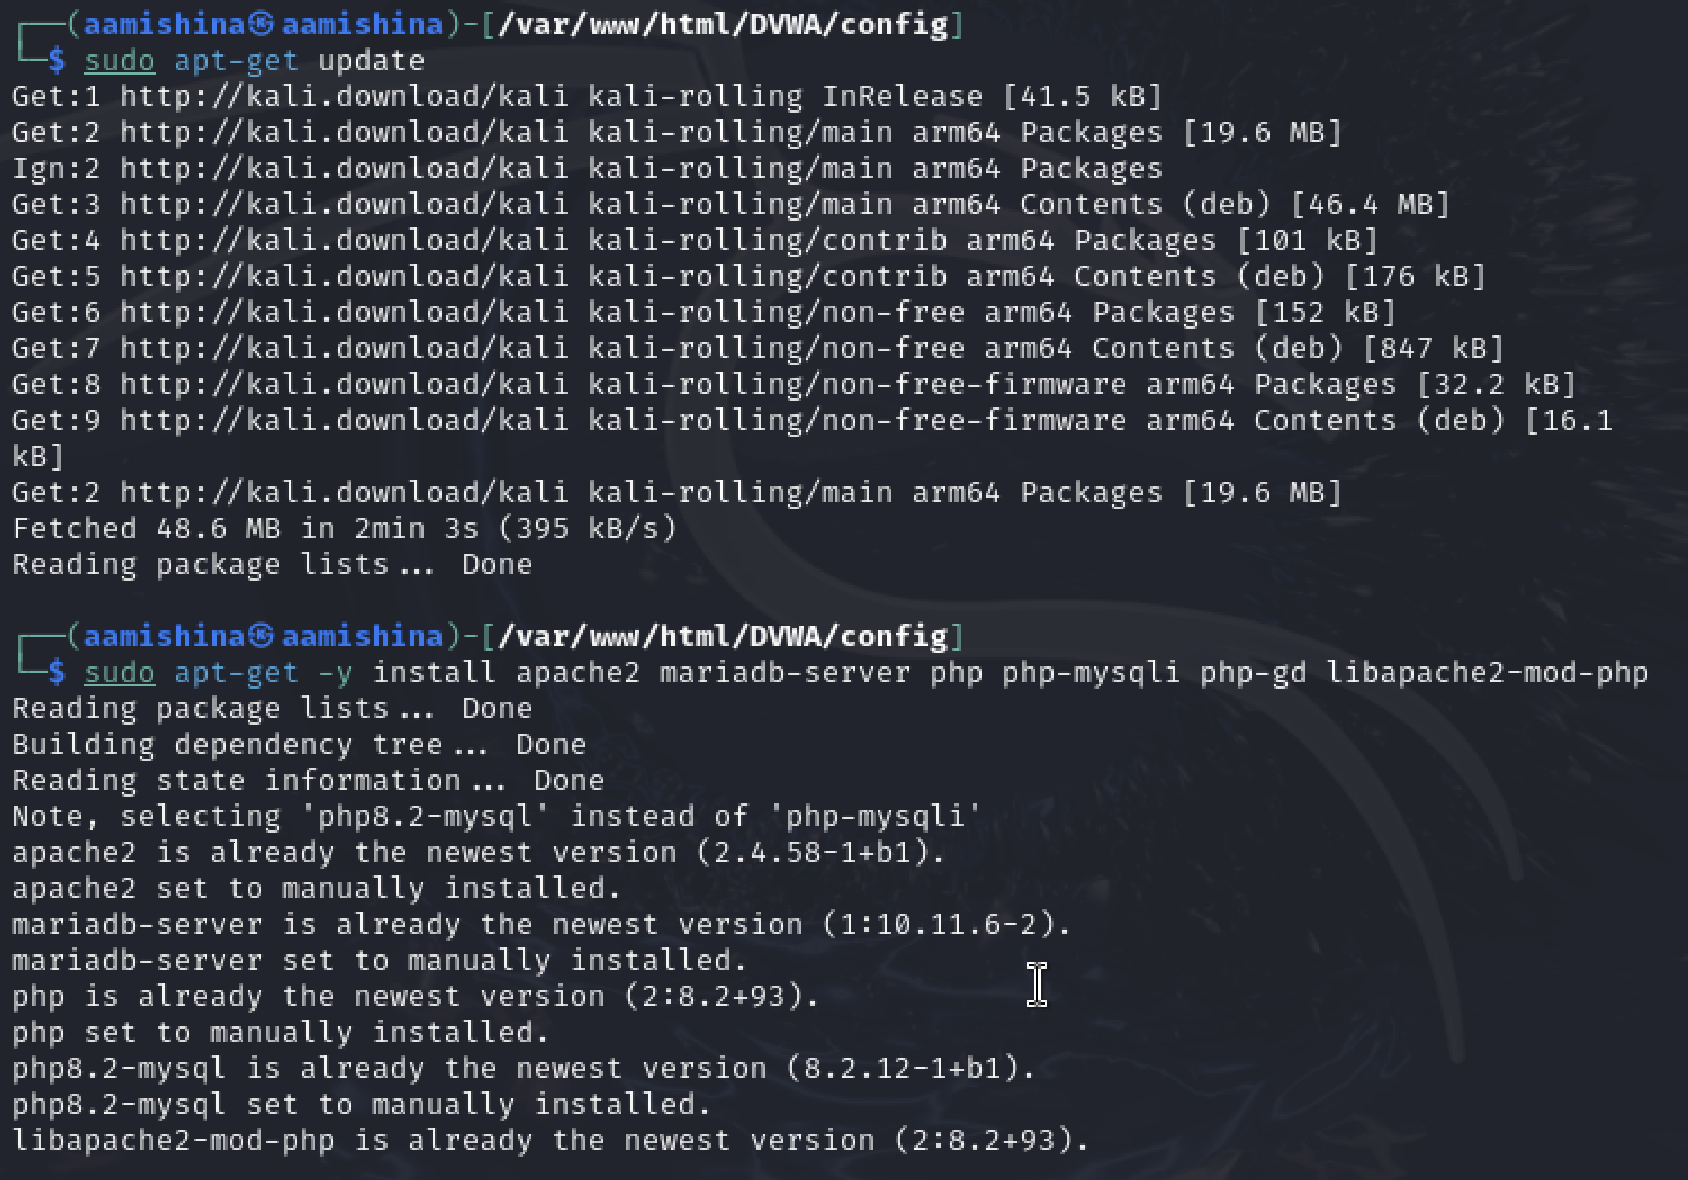 ┌──(aamishina㉿aamishina)-[/var/www/html/DVWA/config]
└─$ sudo apt-get update
Get:1 http://kali.download/kali kali-rolling InRelease [41.5 kB]
Get:2 http://kali.download/kali kali-rolling/main arm64 Packages [19.6 MB]
Ign:2 http://kali.download/kali kali-rolling/main arm64 Packages
Get:3 http://kali.download/kali kali-rolling/main arm64 Contents (deb) [46.4 MB]
Get:4 http://kali.download/kali kali-rolling/contrib arm64 Packages [101 kB]
Get:5 http://kali.download/kali kali-rolling/contrib arm64 Contents (deb) [176 kB]
Get:6 http://kali.download/kali kali-rolling/non-free arm64 Packages [152 kB]
Get:7 http://kali.download/kali kali-rolling/non-free arm64 Contents (deb) [847 kB]
Get:8 http://kali.download/kali kali-rolling/non-free-firmware arm64 Packages [32.2 kB]
Get:9 http://kali.download/kali kali-rolling/non-free-firmware arm64 Contents (deb) [16.1
kB]
Get:2 http://kali.download/kali kali-rolling/main arm64 Packages [19.6 MB]
Fetched 48.6 MB in 2min 3s (395 kB/s)
Reading package lists... Done
┌──(aamishina㉿aamishina)-[/var/www/html/DVWA/config]
└─$ sudo apt-get -y install apache2 mariadb-server php php-mysqli php-gd libapache2-mod-php
Reading package lists... Done
Building dependency tree... Done
Reading state information... Done
Note, selecting 'php8.2-mysql' instead of 'php-mysqli'
apache2 is already the newest version (2.4.58-1+b1).
apache2 set to manually installed.
mariadb-server is already the newest version (1:10.11.6-2).
mariadb-server set to manually installed.
php is already the newest version (2:8.2+93).
php set to manually installed.
php8.2-mysql is already the newest version (8.2.12-1+b1).
php8.2-mysql set to manually installed.
libapache2-mod-php is already the newest version (2:8.2+93).